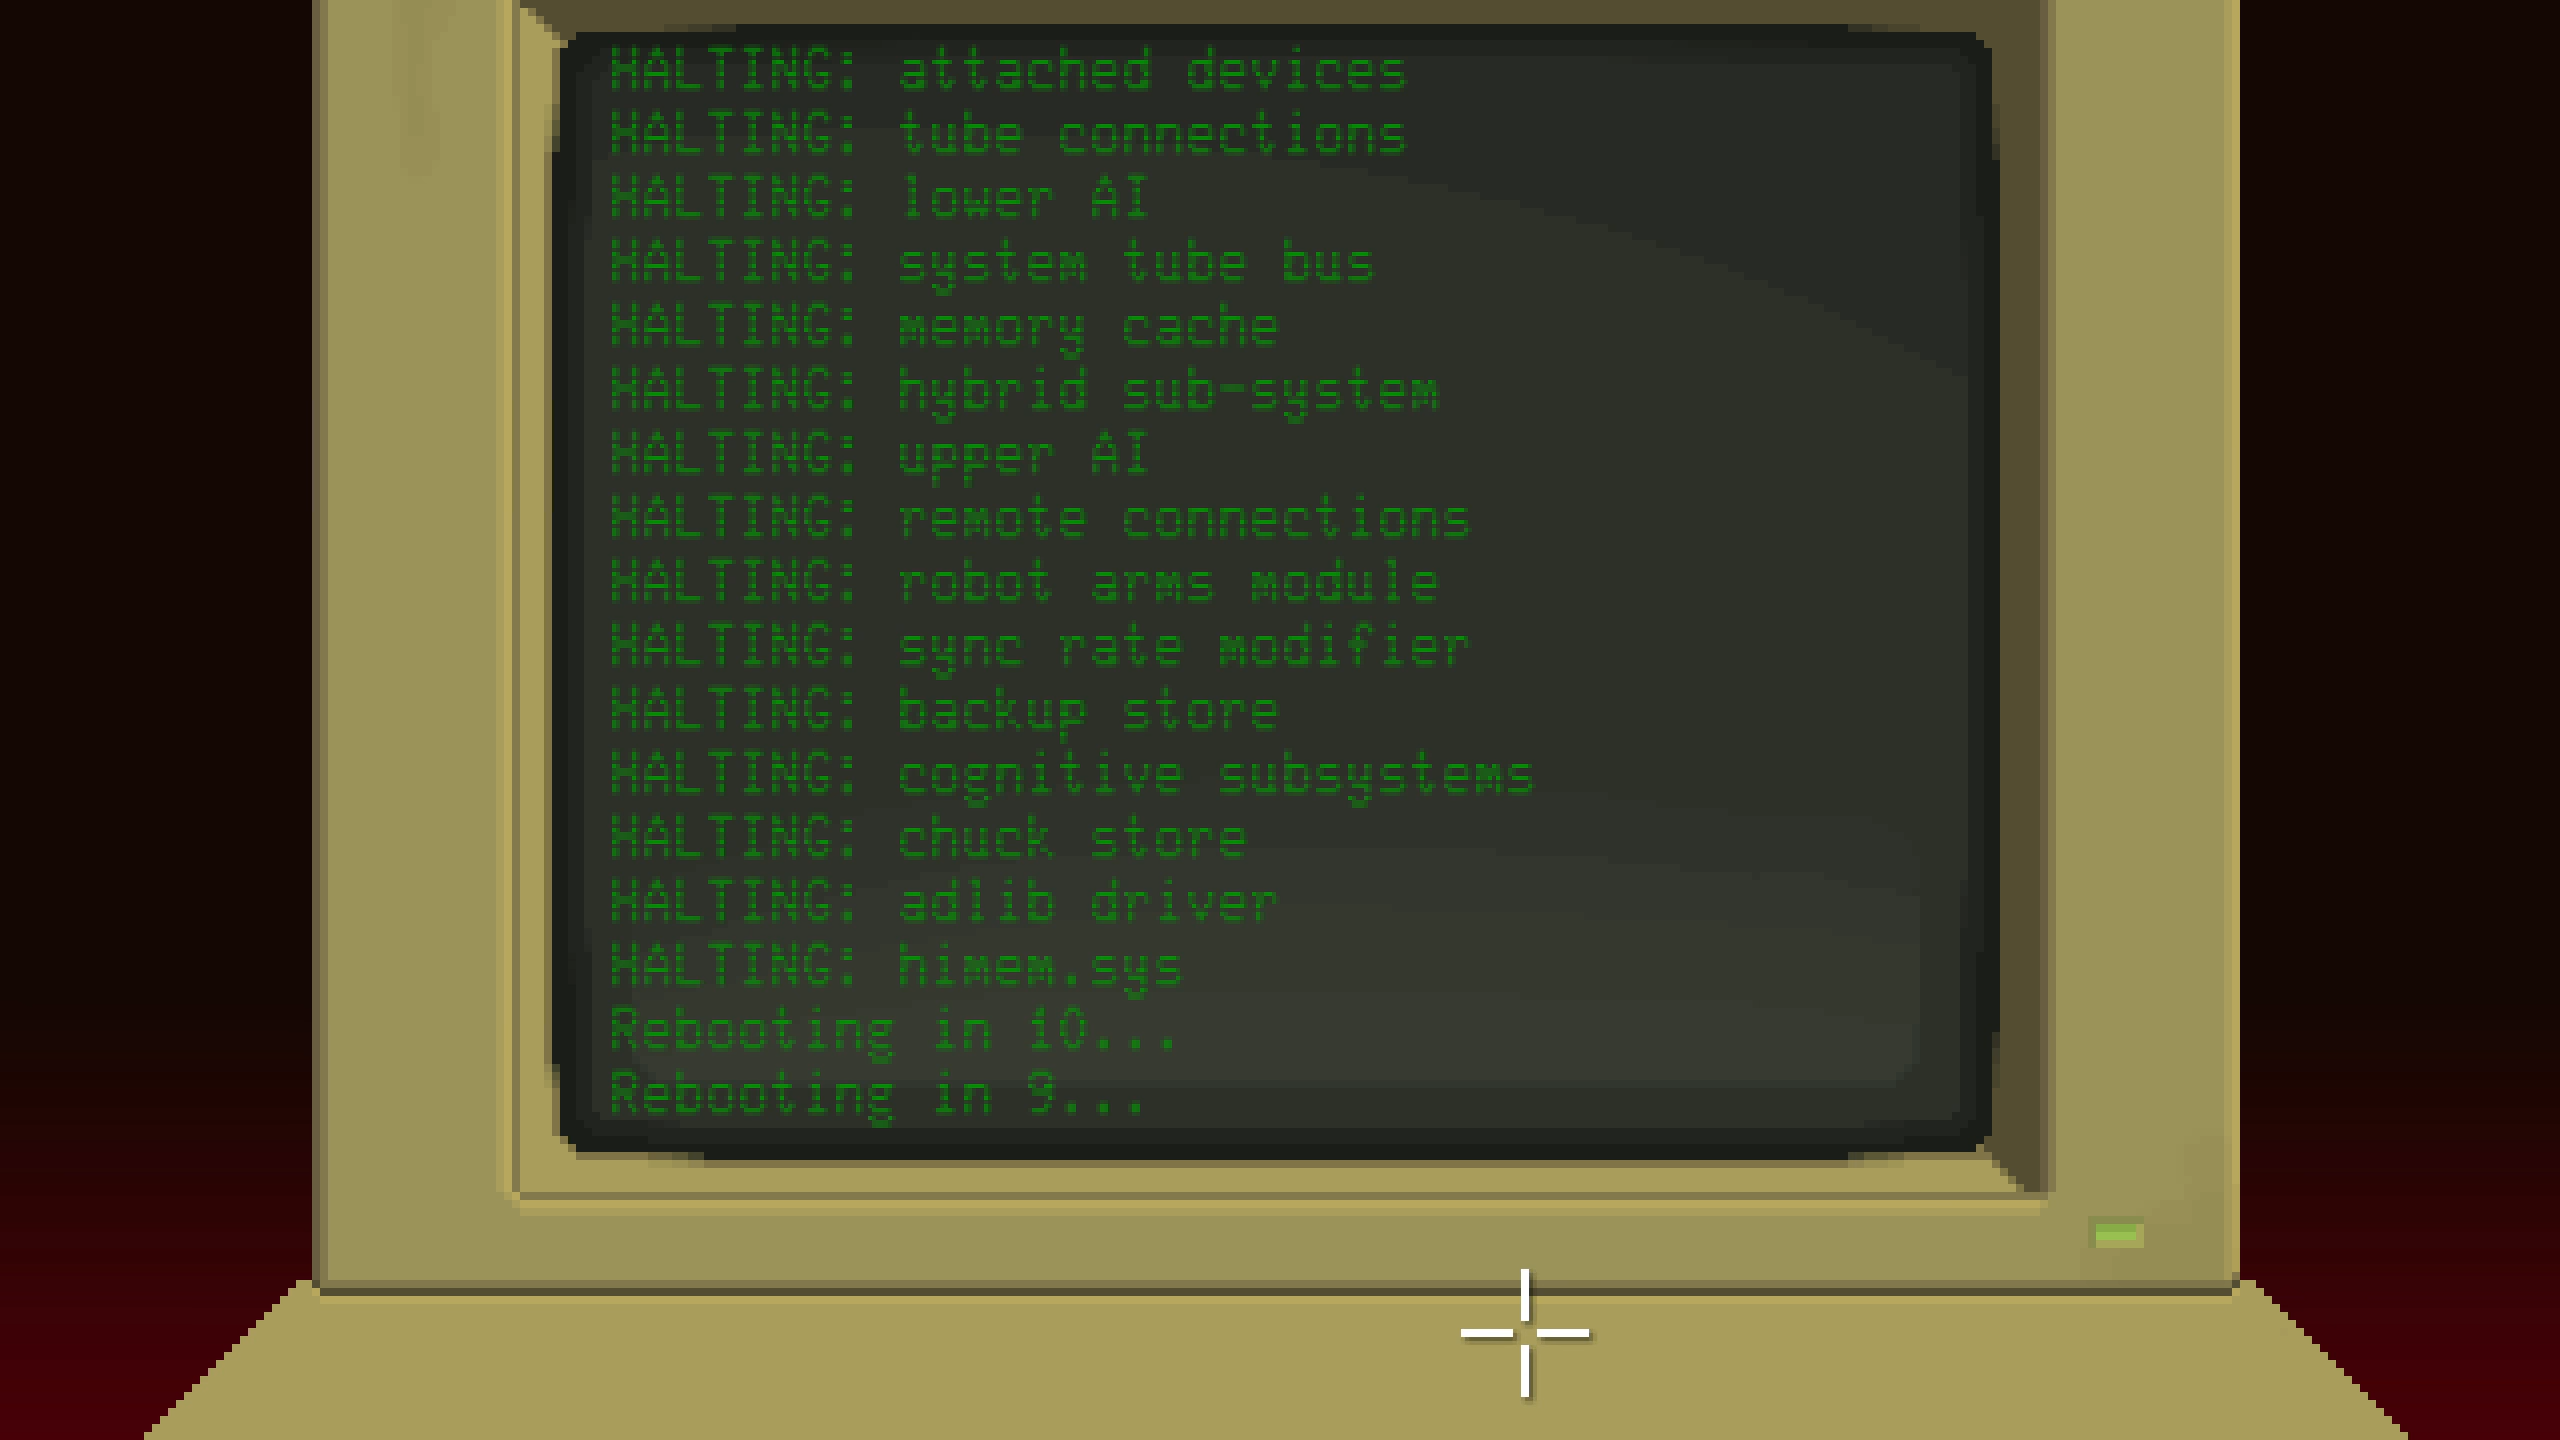 HALTING: attached devices
HALTING: tube connections
HALTING: lower AI
HALTING: system tube bus
HALTING: memory cache
HALTING: hybrid sub-system
HALTING: upper AI
HALTING: remote connections
HALTING: robot arms module
HALTING: sync rate modifier
HALTING: backup store
HALTING: cognitive subsystems
HALTING: chuck store
HALTING: adlib driver
HALTING: himem.sys
Rebooting in 10...
Rebooting in 9...